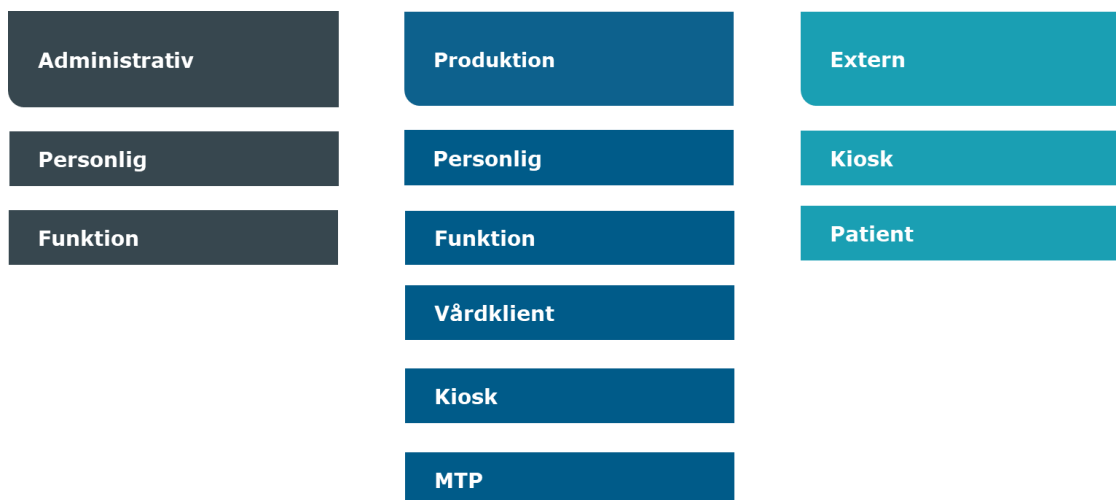 Administrativ
Personlig
Funktion
Produktion
Personlig
Funktion
Vårdklient
Kiosk
MTP
Extern
Kiosk
Patient